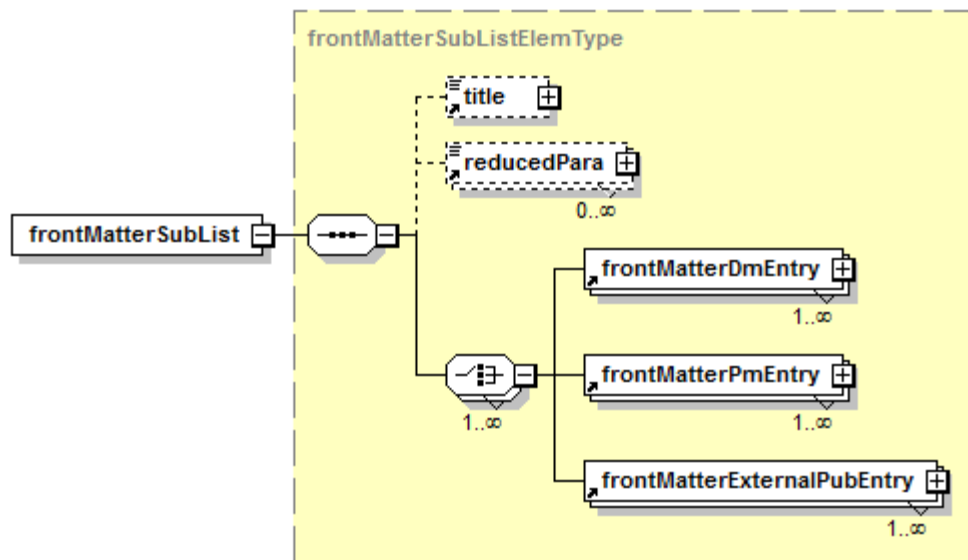 frontMatterSubListElemType
title
reducedPara
0..∞
frontMatterSubList
frontMatterDmEntry
1..∞
frontMatterPmEntry
1..∞
1..∞
frontMatterExternalPubEntry
1..∞